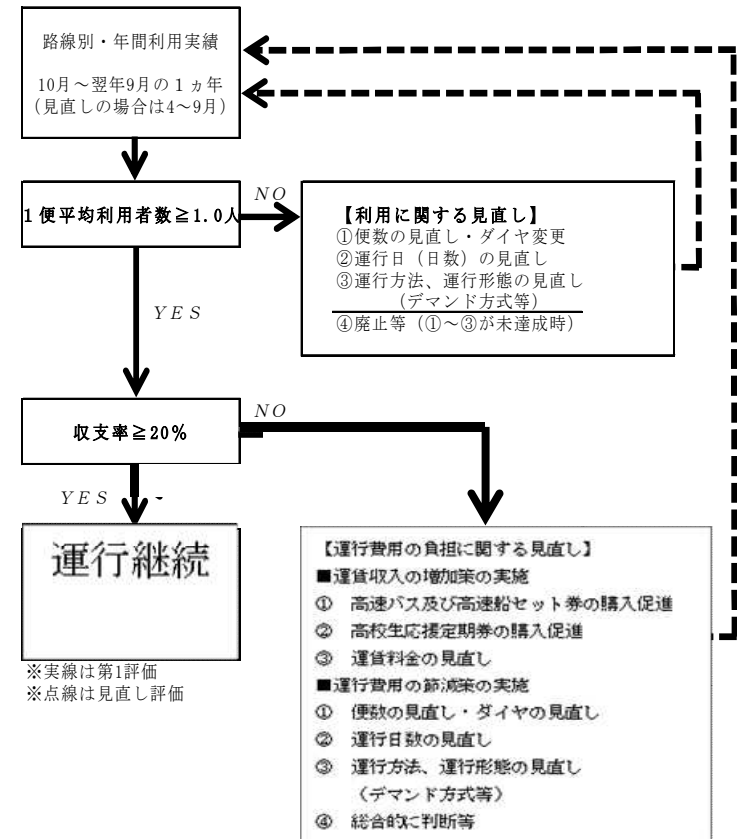 路線別・年間利用実績
10月～翌年9月の1ヵ年
(見直しの場合は4～9月)
1便平均利用者数≧1.0人
NO
【利用に関する見直し】
①便数の見直し・ダイヤ変更
②運行日（日数）の見直し
③運行方法、運行形態の見直し
(デマンド方式等)
④廃止等（①～③が未達成時）
YES
収支率≧20%
NO
YES
運行継続
※実線は第1評価
※点線は見直し評価
【運行費用の負担に関する見直し】
■運賃収入の増加策の実施
① 高速バス及び高速船セット券の購入促進
② 高校生応援定期券の購入促進
③ 運賃料金の見直し
■運行費用の節減策の実施
① 便数の見直し・ダイヤの見直し
② 運行日数の見直し
③ 運行方法、運行形態の見直し
（デマンド方式等）
④ 総合的に判断等